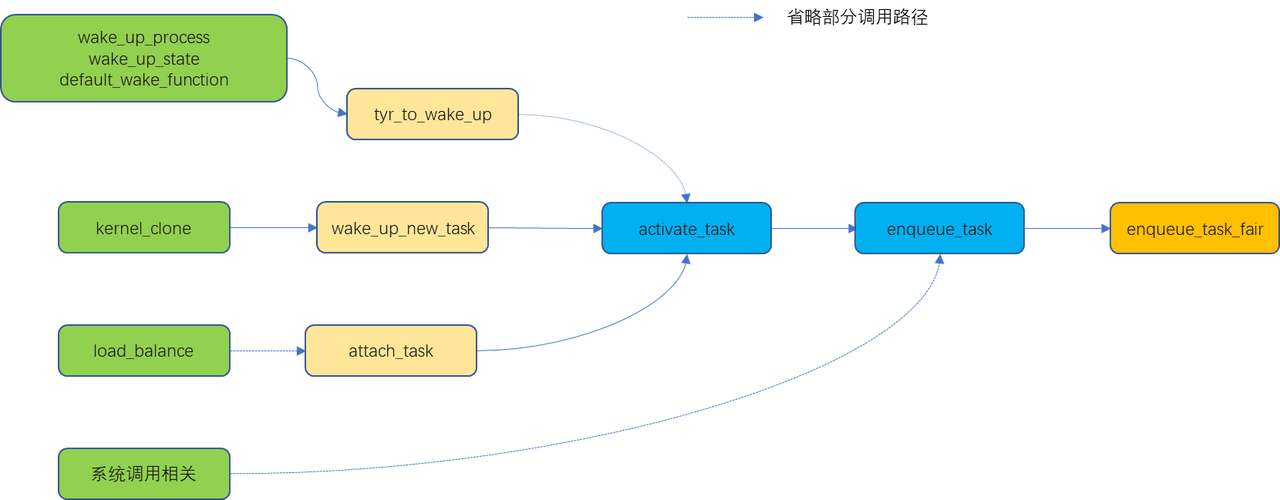 省略部分调用路径
wake_up_process
wake_up_state
default_wake_function
tyr_to_wake_up
kernel_clone
wake_up_new_task
activate_task
enqueue_task
enqueue_task_fair
load_balance
attach_task
系统调用相关